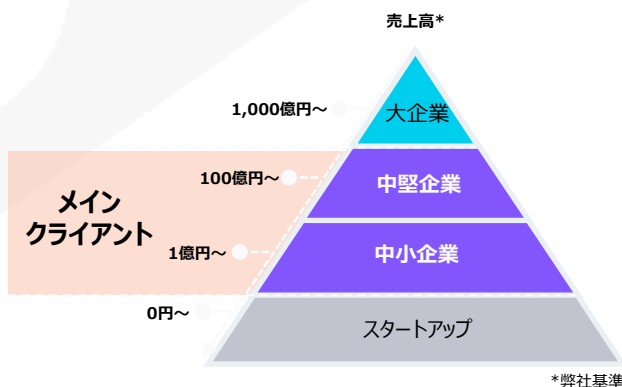 売上高*
1,000億円～
大企業
100億円～
中堅企業
メイン
クライアント
1億円～
中小企業
0円～
スタートアップ
*弊社基準